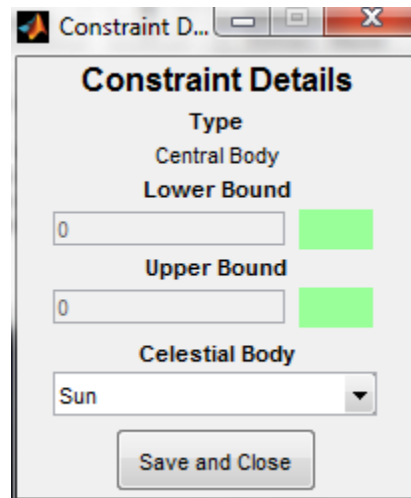 Constraint D...
Constraint Details
Type
Central Body
Lower Bound
0
Upper Bound
0
Celestial Body
Sun
Save and Close